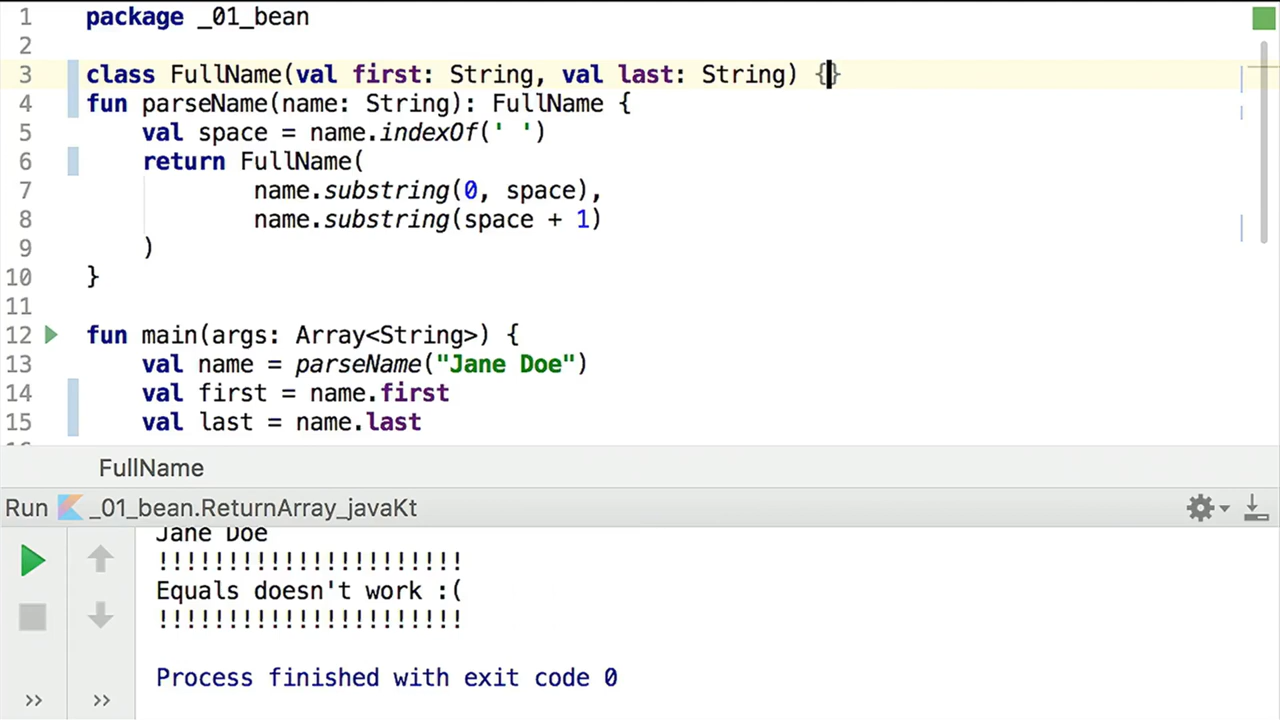 1 package _01_bean
2
3 class FullName(val first: String, val last: String) {}
4 fun parseName(name: String): FullName {
5 val space = name.indexOf(' ')
6 return FullName(
7 name.substring(0, space),
8 name.substring(space + 1)
9 )
10 }
11
12 fun main(args: Array<String>) {
13 val name = parseName("Jane Doe")
14 val first = name.first
15 val last = name.last
FullName
Run _01_bean.ReturnArray_javaKt
Jane Doe
!!!!!!!!!!!!!!!!!!!!!!
Equals doesn't work :(
!!!!!!!!!!!!!!!!!!!!!!
Process finished with exit code 0
>> >>